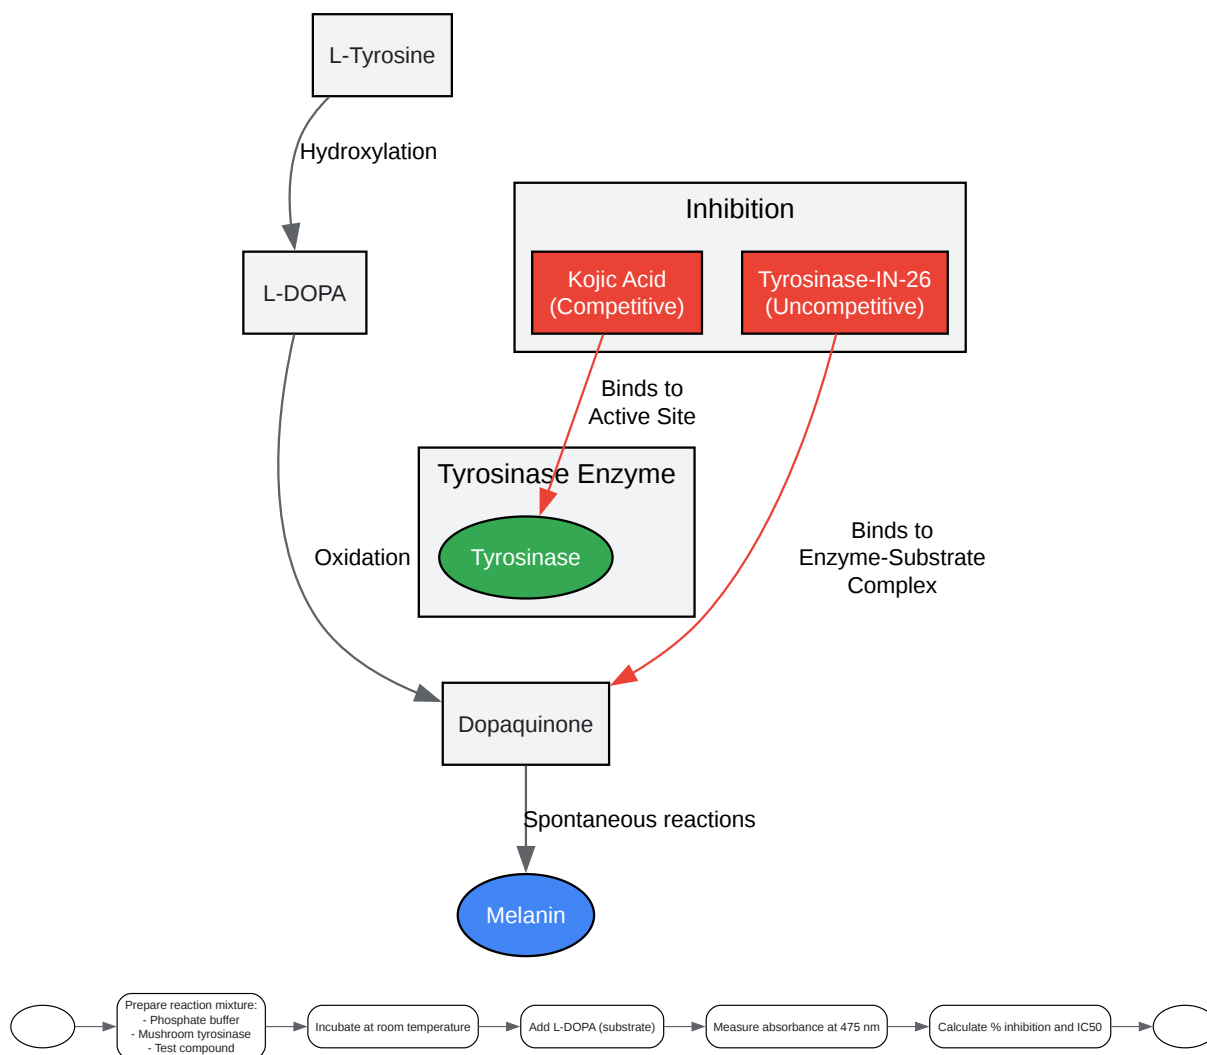 L-Tyrosine
Hydroxylation
Inhibition
L-DOPA
Kojic Acid
(Competitive)
Tyrosinase-IN-26
(Uncompetitive)
Binds to
Active Site
Tyrosinase Enzyme
Oxidation
Tyrosinase
Binds to
Enzyme-Substrate
Complex
Dopaquinone
Spontaneous reactions
Melanin
Prepare reaction mixture:
- Phosphate buffer
- Mushroom tyrosinase
- Test compound
Incubate at room temperature
Add L-DOPA (substrate)
Measure absorbance at 475 nm
Calculate % inhibition and IC50